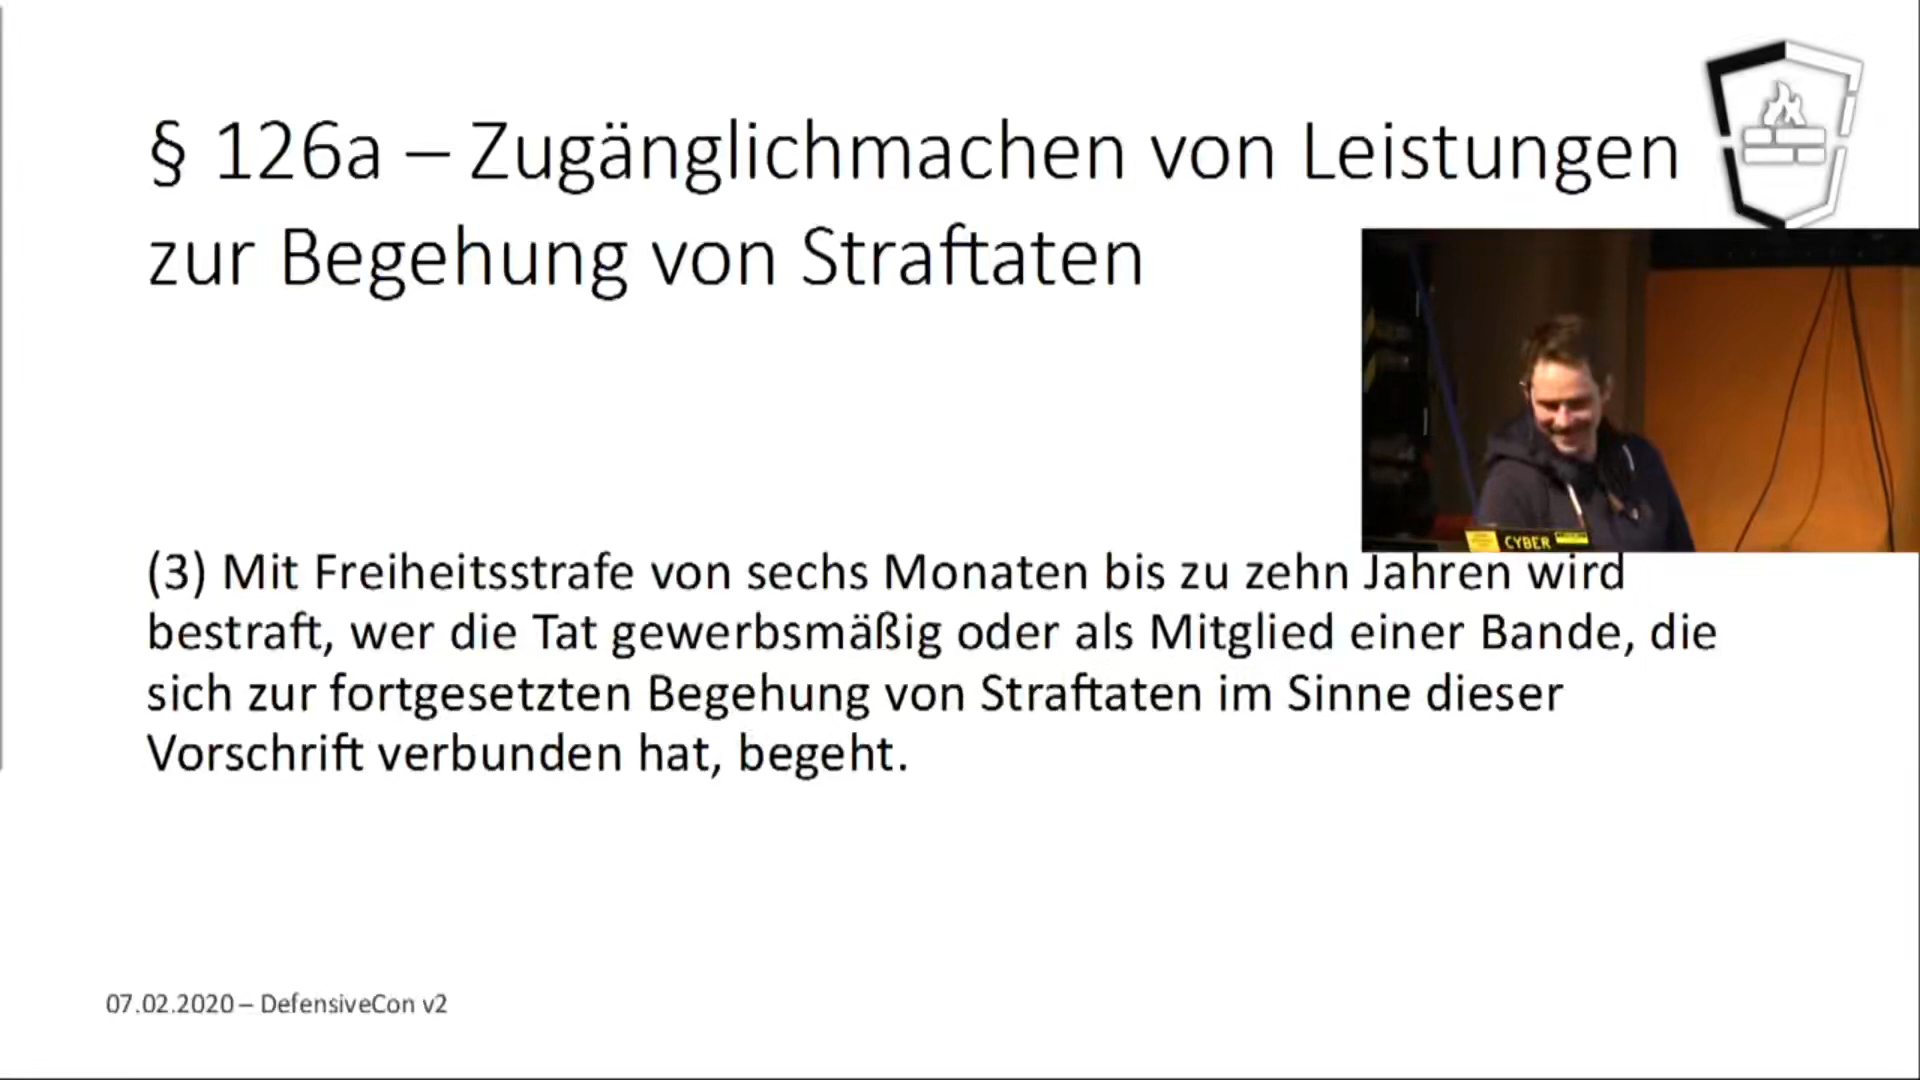 § 126a – Zugänglichmachen von Leistungen
zur Begehung von Straftaten
CYBER
(3) Mit Freiheitsstrafe von sechs Monaten bis zu zehn Jahren wird
bestraft, wer die Tat gewerbsmäßig oder als Mitglied einer Bande, die
sich zur fortgesetzten Begehung von Straftaten im Sinne dieser
Vorschrift verbunden hat, begeht.
07.02.2020 – DefensiveCon v2